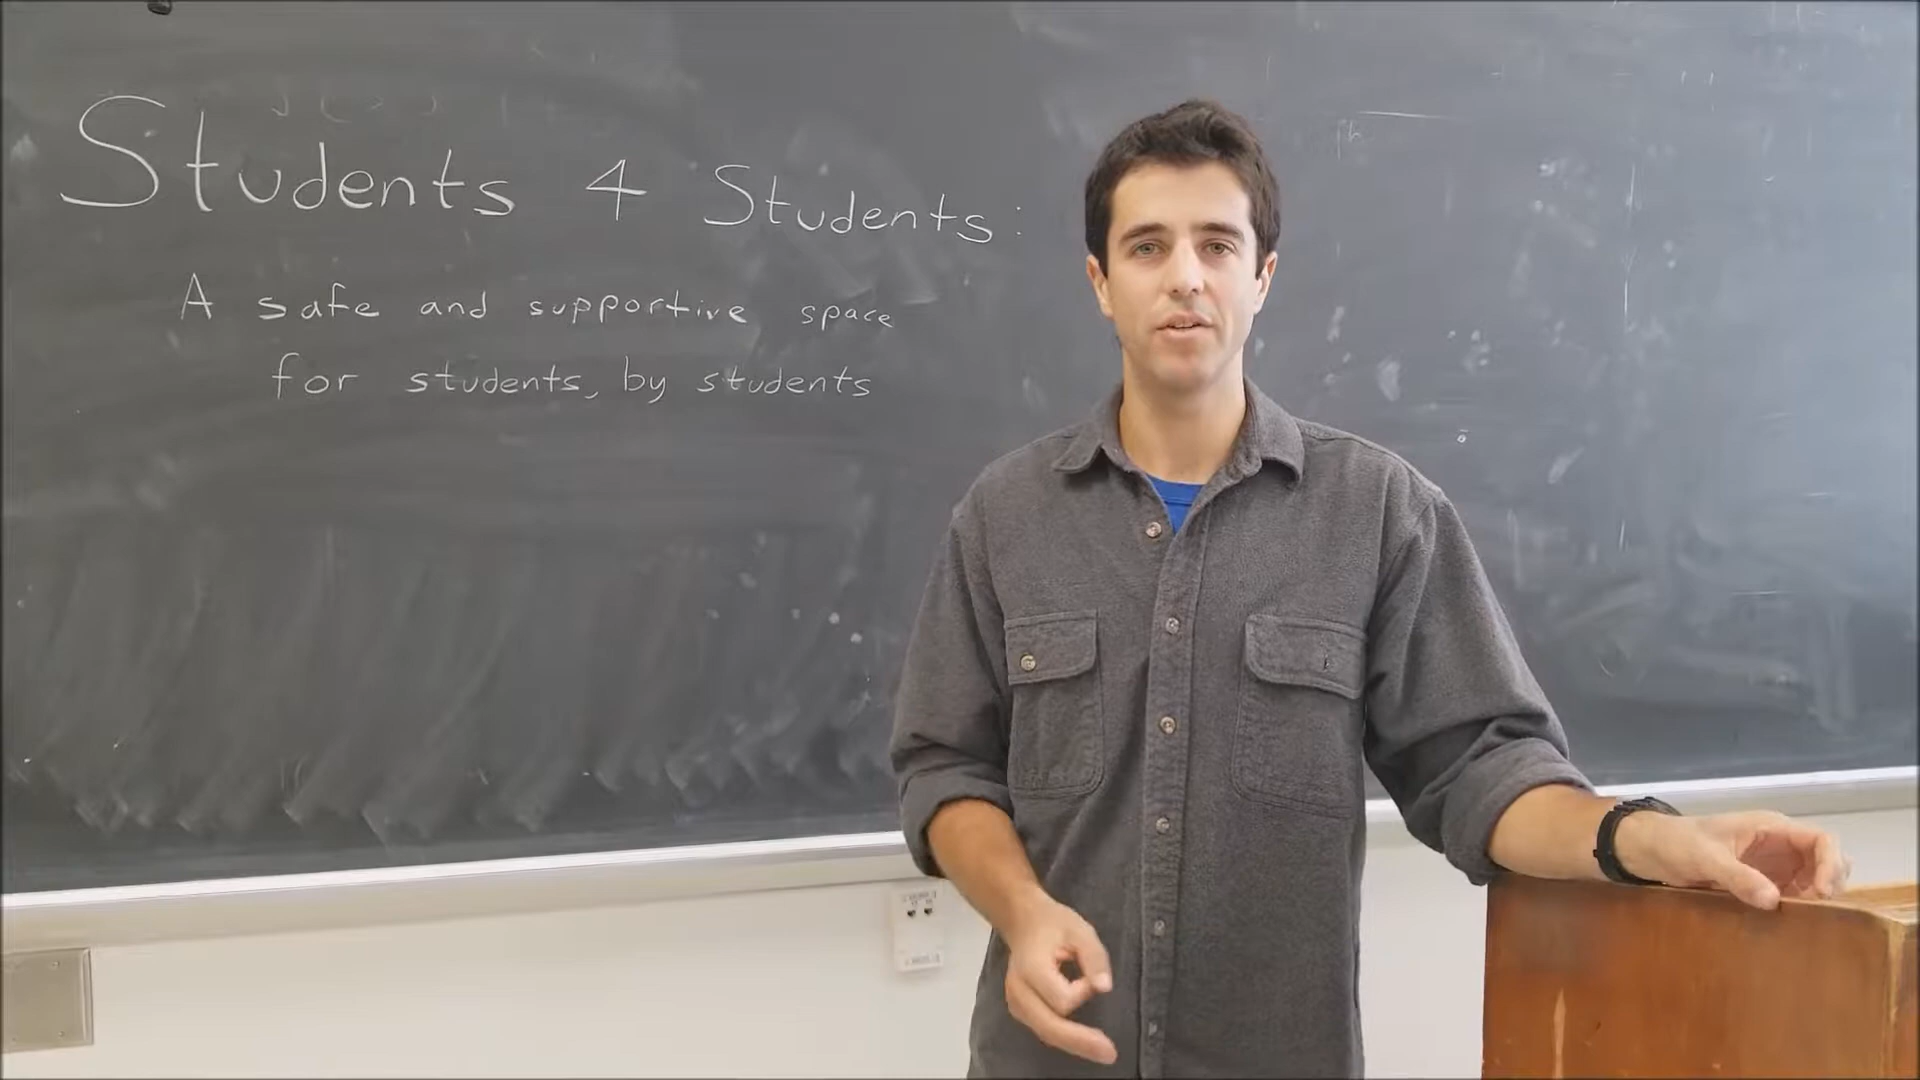 Students 4 Students:
A safe and supportive space
for students, by students